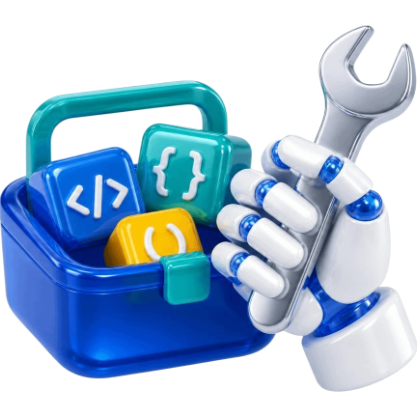 </>
{}
()